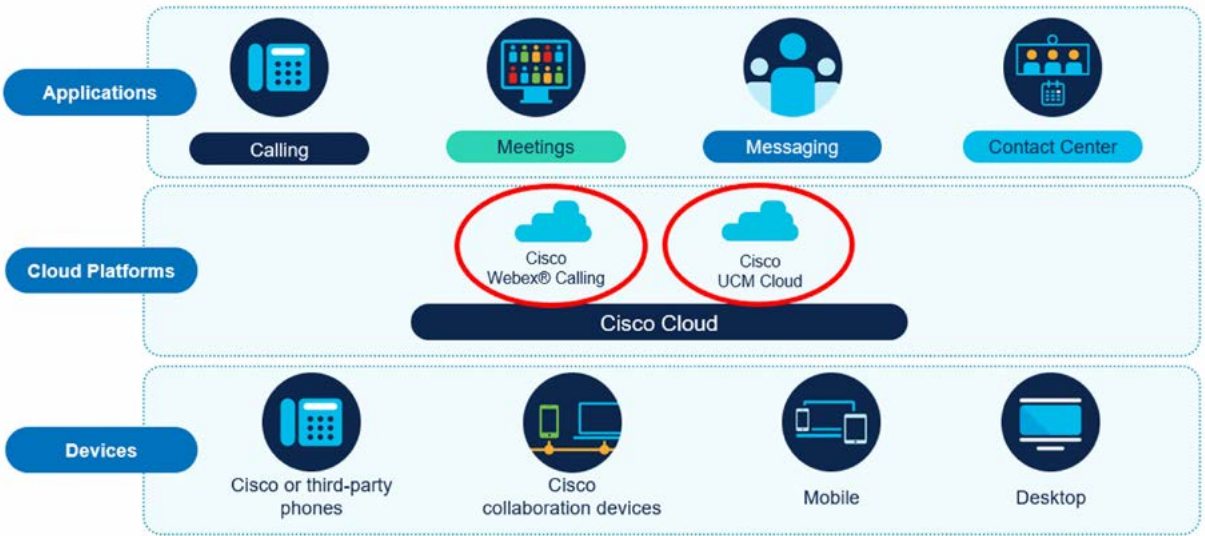 Applications
Calling
Meetings
Messaging
Contact Center
Cloud Platforms
Cisco
Webex® Calling
Cisco
UCM Cloud
Cisco Cloud
Devices
Cisco or third-party
phones
Cisco
collaboration devices
Mobile
Desktop